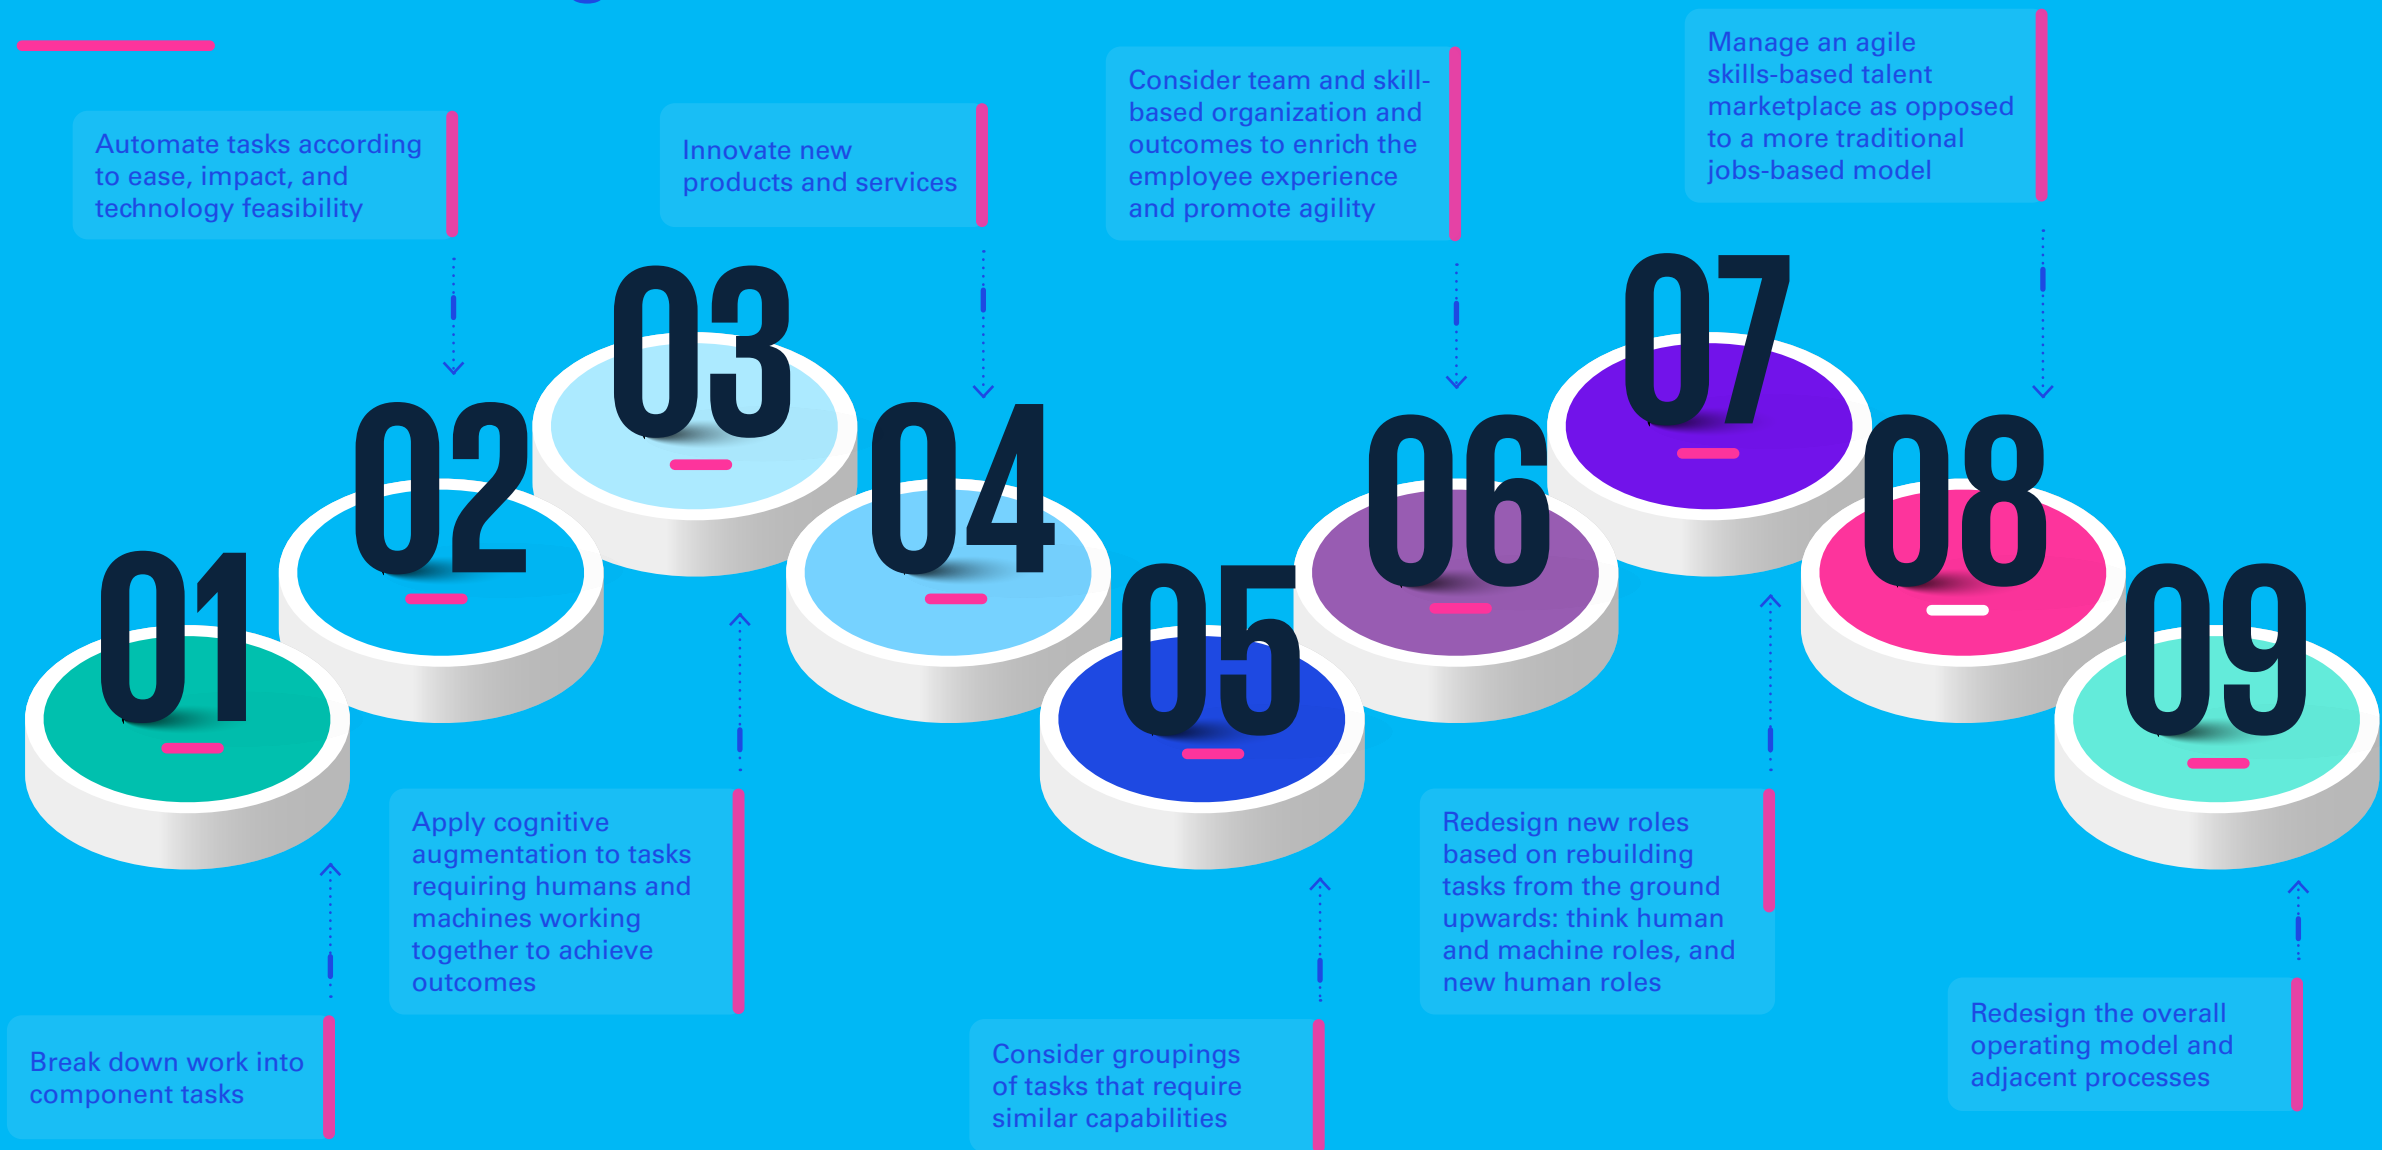 01
Break down work into
component tasks
02
Automate tasks according
to ease, impact, and
technology feasibility
03
Apply cognitive
augmentation to tasks
requiring humans and
machines working
together to achieve
outcomes
04
Innovate new
products and services
05
Consider groupings
of tasks that require
similar capabilities
06
Consider team and skill-
based organization and
outcomes to enrich the
employee experience
and promote agility
07
Redesign new roles
based on rebuilding
tasks from the ground
upwards: think human
and machine roles, and
new human roles
08
Manage an agile
skills-based talent
marketplace as opposed
to a more traditional
jobs-based model
09
Redesign the overall
operating model and
adjacent processes